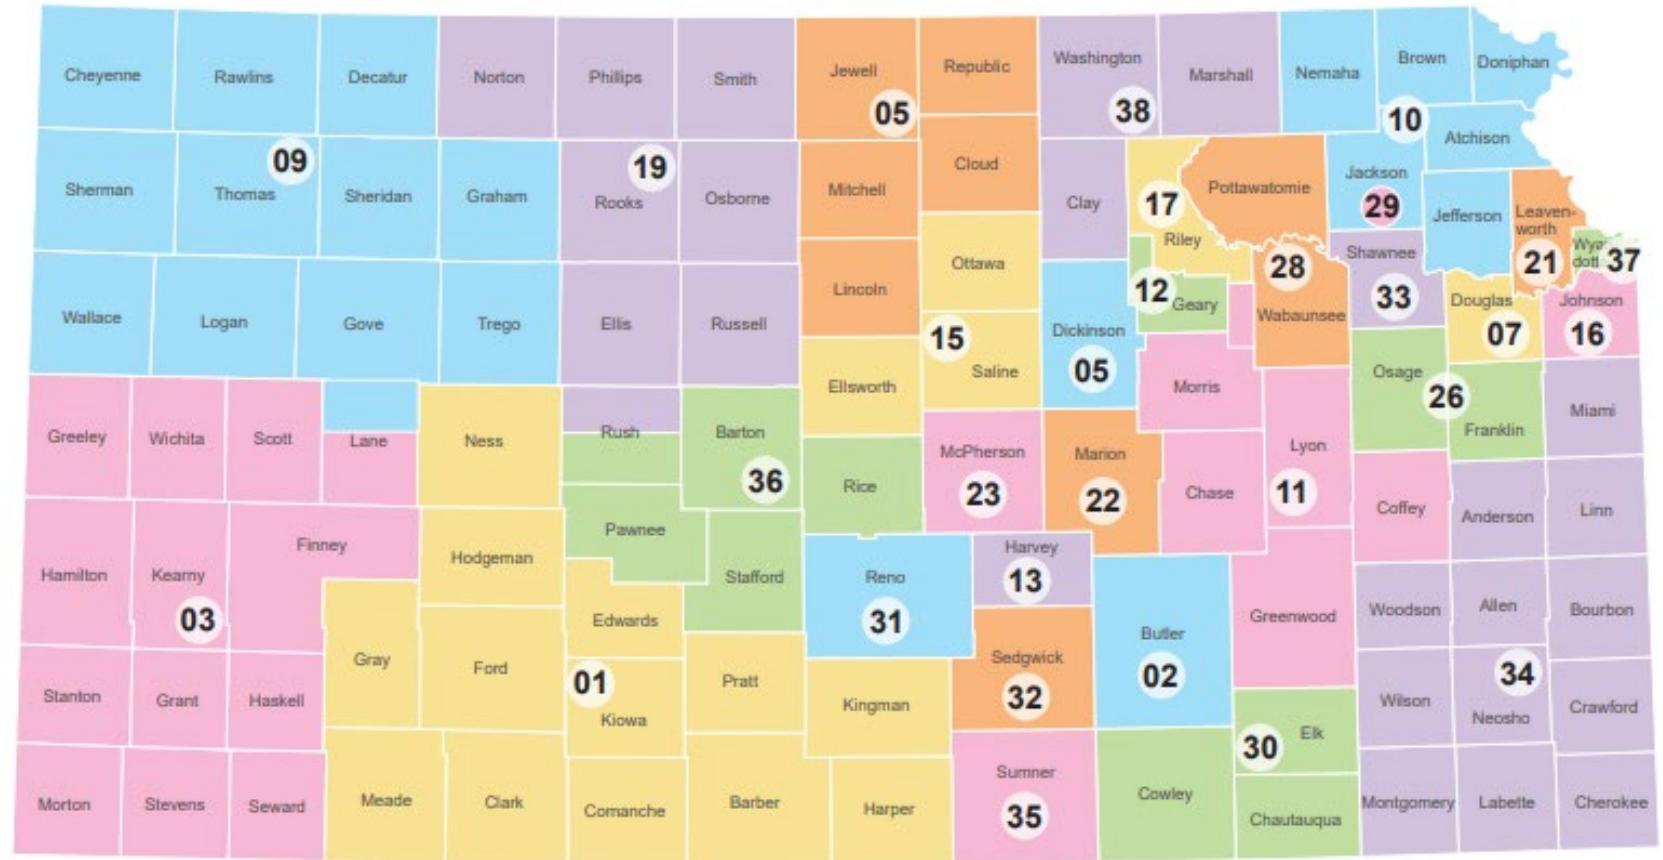 Cheyenne
Rawlins
Decatur
Norton
Phillips
Smith
Jewell
05
Republic
Washington
38
Marshall
Nemaha
Brown
Doniphan
10
Atchison
Sherman
Thomas
09
Sheridan
Graham
Rooks
19
Osborne
Mitchell
Cloud
Clay
17
Riley
Pottawatomie
Jackson
29
Jefferson
Leaven-
worth
21
37
Wallace
Logan
Gove
Trego
Ellis
Russell
Lincoln
Ottawa
15
Saline
Dickinson
05
12
Geary
28
Wabaunsee
Shawnee
33
Douglas
07
Johnson
16
Greeley
Wichita
Scott
Lane
Ness
Rush
Barton
36
Ellsworth
Rice
McPherson
23
Marion
22
Morris
Chase
Lyon
11
Osage
26
Franklin
Miami
Coffey
Anderson
Linn
Hamilton
Kearny
03
Finney
Hodgeman
Pawnee
Stafford
Edwards
Reno
31
Harvey
13
Sedgwick
32
Butler
02
Greenwood
Woodson
Allen
Bourbon
Stanton
Grant
Haskell
Gray
Ford
01
Kiowa
Pratt
Kingman
Wilson
34
Neosho
Crawford
Morton
Stevens
Seward
Meade
Clark
Comanche
Barber
Harper
Sumner
35
Cowley
30
Elk
Chautauqua
Montgomery
Labette
Cherokee